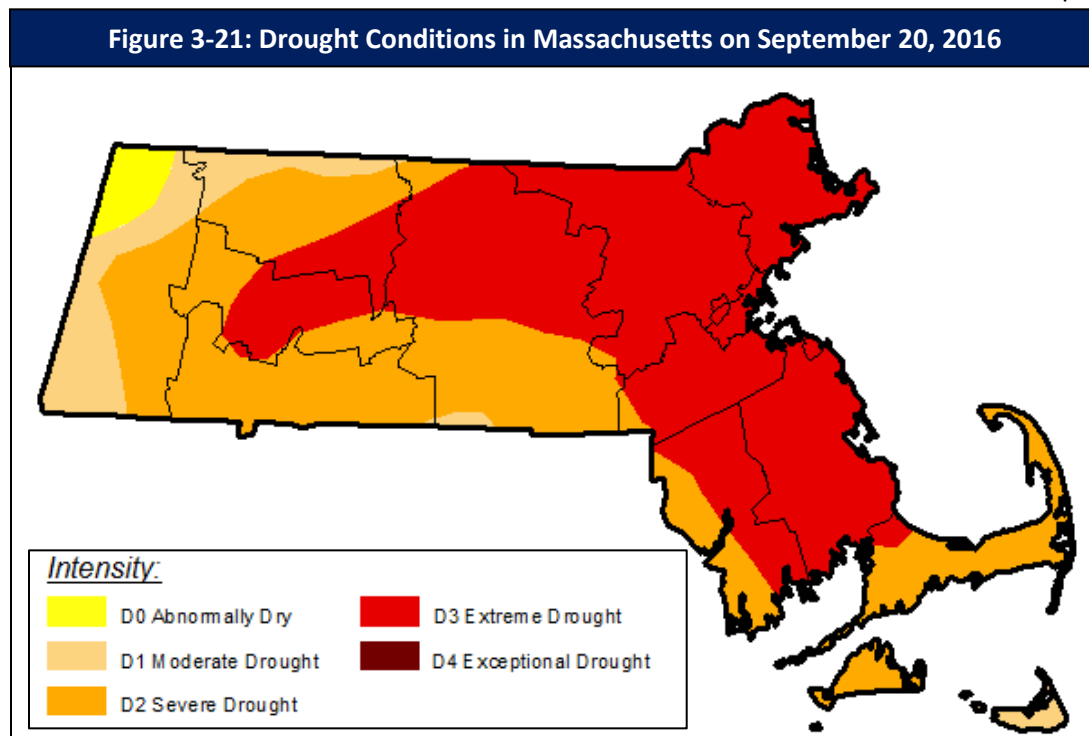 Figure 3-21: Drought Conditions in Massachusetts on September 20, 2016
Intensity:
D0 Abnormally Dry
D1 Moderate Drought
D2 Severe Drought
D3 Extreme Drought
D4 Exceptional Drought